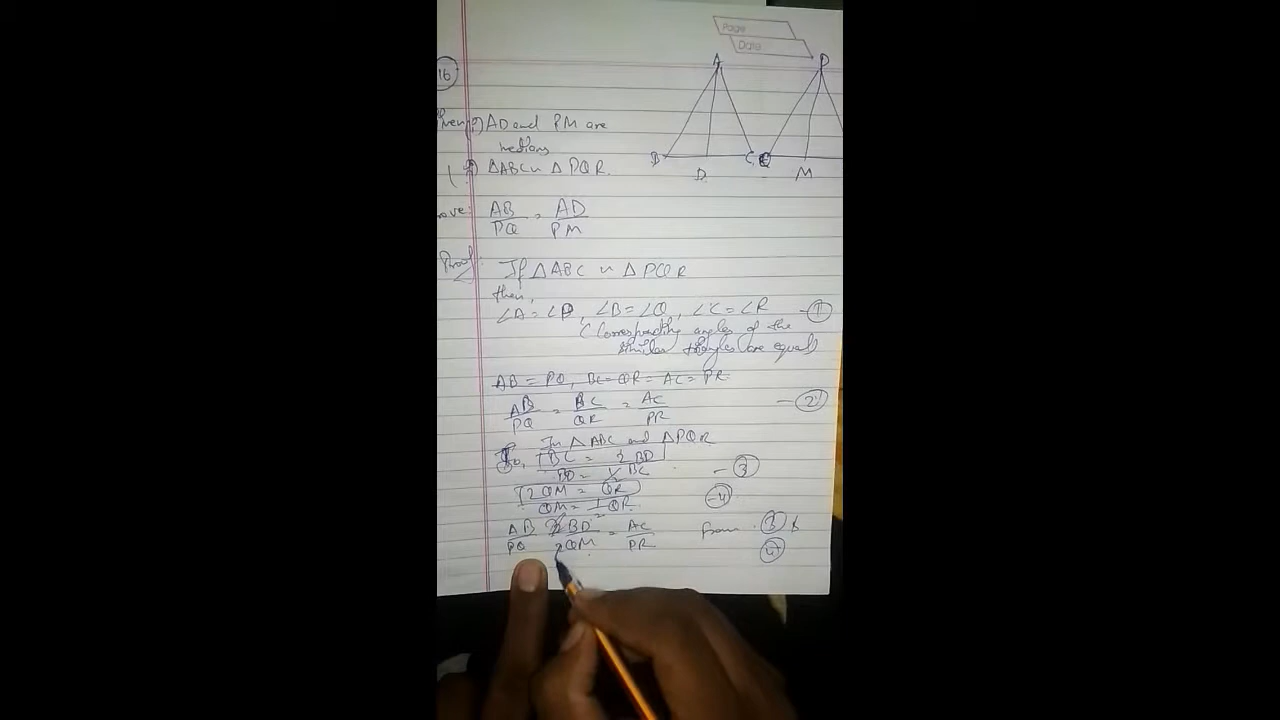 Page
Date
A
P
16
B
D
C
Q
M
AD and PM are
medians
ΔABC ~ ΔPQR.
AB/PQ = AD/PM
Proof:
If ΔABC ~ ΔPQR
then,
∠A = ∠P, ∠B = ∠Q, ∠C = ∠R — 1
(Corresponding angles of the
similar triangles are equal)
AB = PQ, BC = QR = AC = PR
AB/PQ = BC/QR = AC/PR — 2
In ΔABC and ΔPQR
So, BC = 2 BD
BD = ½ BC — 3
2QM = QR — 4
QM = 1/2 QR
AB/PQ 2BD/2QM = AC/PR from 3 &
4